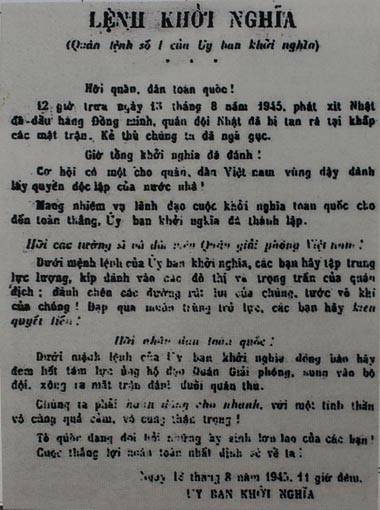 LỆNH KHỞI NGHĨA
(Quân lệnh số 1 của Ủy ban khởi nghĩa)
Hỡi quân, dân toàn quốc!
12 giờ trưa ngày 13 tháng 8 năm 1945, phát xít Nhật
đã đầu hàng Đồng minh, quân đội Nhật đã bị tan rã tại khắp
các mặt trận. Kẻ thù chúng ta đã ngã gục.
Giờ tổng khởi nghĩa đã đánh!
Cơ hội có một cho quân, dân Việt nam vùng dậy đánh
lấy quyền độc lập của nước nhà!
Mang nhiệm vụ lãnh đạo cuộc khởi nghĩa toàn quốc cho
đến toàn thắng, Ủy ban khởi nghĩa đã thành lập.
Hỡi các tướng sĩ và đội viên Quân giải phóng Việt nam!
Dưới mệnh lệnh của Ủy ban khởi nghĩa, các bạn hãy tập trung
lực lượng, kíp đánh vào các đô thị và trọng trấn của quân
địch; đánh chẹn các đường rút lui của chúng, tước võ khí
của chúng! Đạp qua muôn trùng trở lực, các bạn hãy kiên
quyết tiến!
Hỡi nhân dân toàn quốc!
Dưới mệnh lệnh của Ủy ban khởi nghĩa đồng bào hãy
đem hết tâm lực ủng hộ đạo Quân Giải phóng, sung vào bộ
đội, xông ra mặt trận đánh đuổi quân thù.
Chúng ta phải hành động cho nhanh, với một tinh thần
vô cùng quả cảm, vô cùng thận trọng!
Tổ quốc đang đòi hỏi những hy sinh lớn lao của các bạn!
Cuộc thắng lợi hoàn toàn nhất định sẽ về ta!
Ngày 13 tháng 8 năm 1945. 11 giờ đêm.
ỦY BAN KHỞI NGHĨA